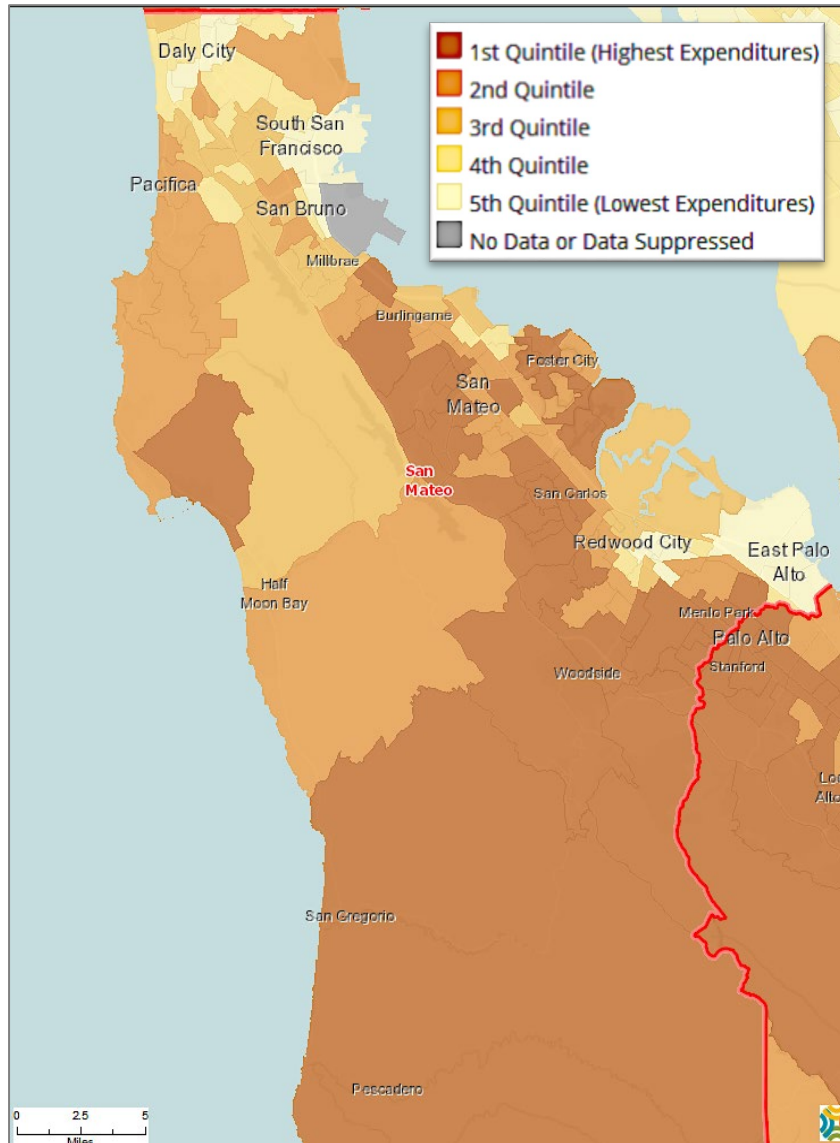 1st Quintile (Highest Expenditures)
2nd Quintile
3rd Quintile
4th Quintile
5th Quintile (Lowest Expenditures)
No Data or Data Suppressed
Daly City
South San
Francisco
Pacifica
San Bruno
Millbrae
Burlingame
Foster City
San
Mateo
San
Mateo
San Carlos
Redwood City
East Palo
Alto
Half
Moon Bay
Menlo Park
Palo Alto
Stanford
Woodside
Los
Alto
San Gregorio
Pescadero
0 2.5 5
Miles